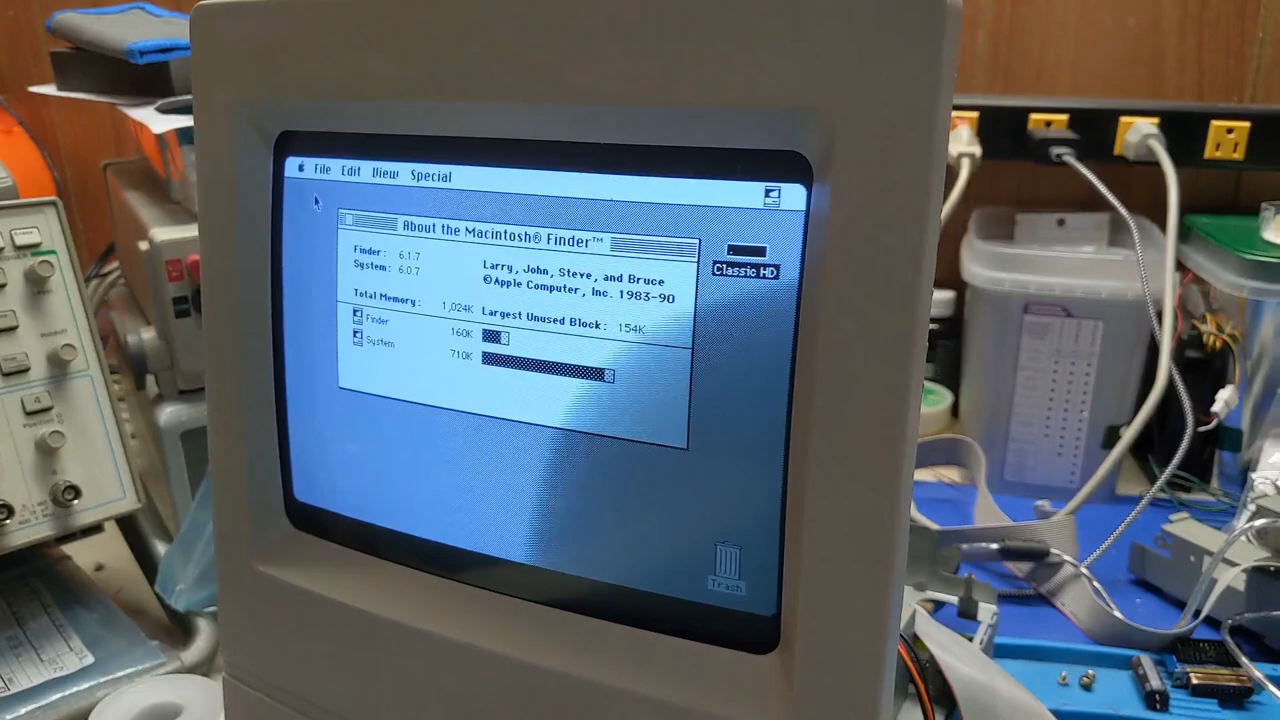 File Edit View Special
About the Macintosh® Finder™
Finder: 6.1.7
System: 6.0.7
Larry, John, Steve, and Bruce
©Apple Computer, Inc. 1983-90
Total Memory: 1,024K Largest Unused Block: 154K
Finder 160K
System 710K
Classic HD
Trash